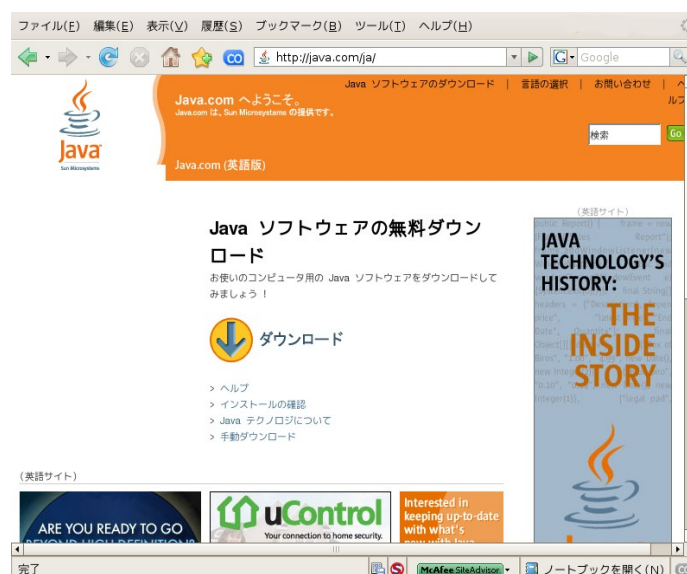 ファイル(F) 編集(E) 表示(V) 履歴(S) ブックマーク(B) ツール(T) ヘルプ(H)
http://java.com/ja/
G Google
Java ソフトウェアのダウンロード | 言語の選択 | お問い合わせ | ヘルプ
Java.com へようこそ。
Java.com は、Sun Microsystems の提供です。
検索 Go
Java
Sun Microsystems
Java.com (英語版)
Java ソフトウェアの無料ダウン
ロード
お使いのコンピュータ用の Java ソフトウェアをダウンロードして
みましょう !
ダウンロード
> ヘルプ
> インストールの確認
> Java テクノロジについて
> 手動ダウンロード
(英語サイト)
JAVA
TECHNOLOGY'S
HISTORY:
THE
INSIDE
STORY
(英語サイト)
ARE YOU READY TO GO
BEYOND HIGH DEFINITION?
uControl
Your connection to home security.
Interested in
keeping up-to-date
with what's
new with Java
完了
McAfee SiteAdvisor
ノートブックを開く(N)